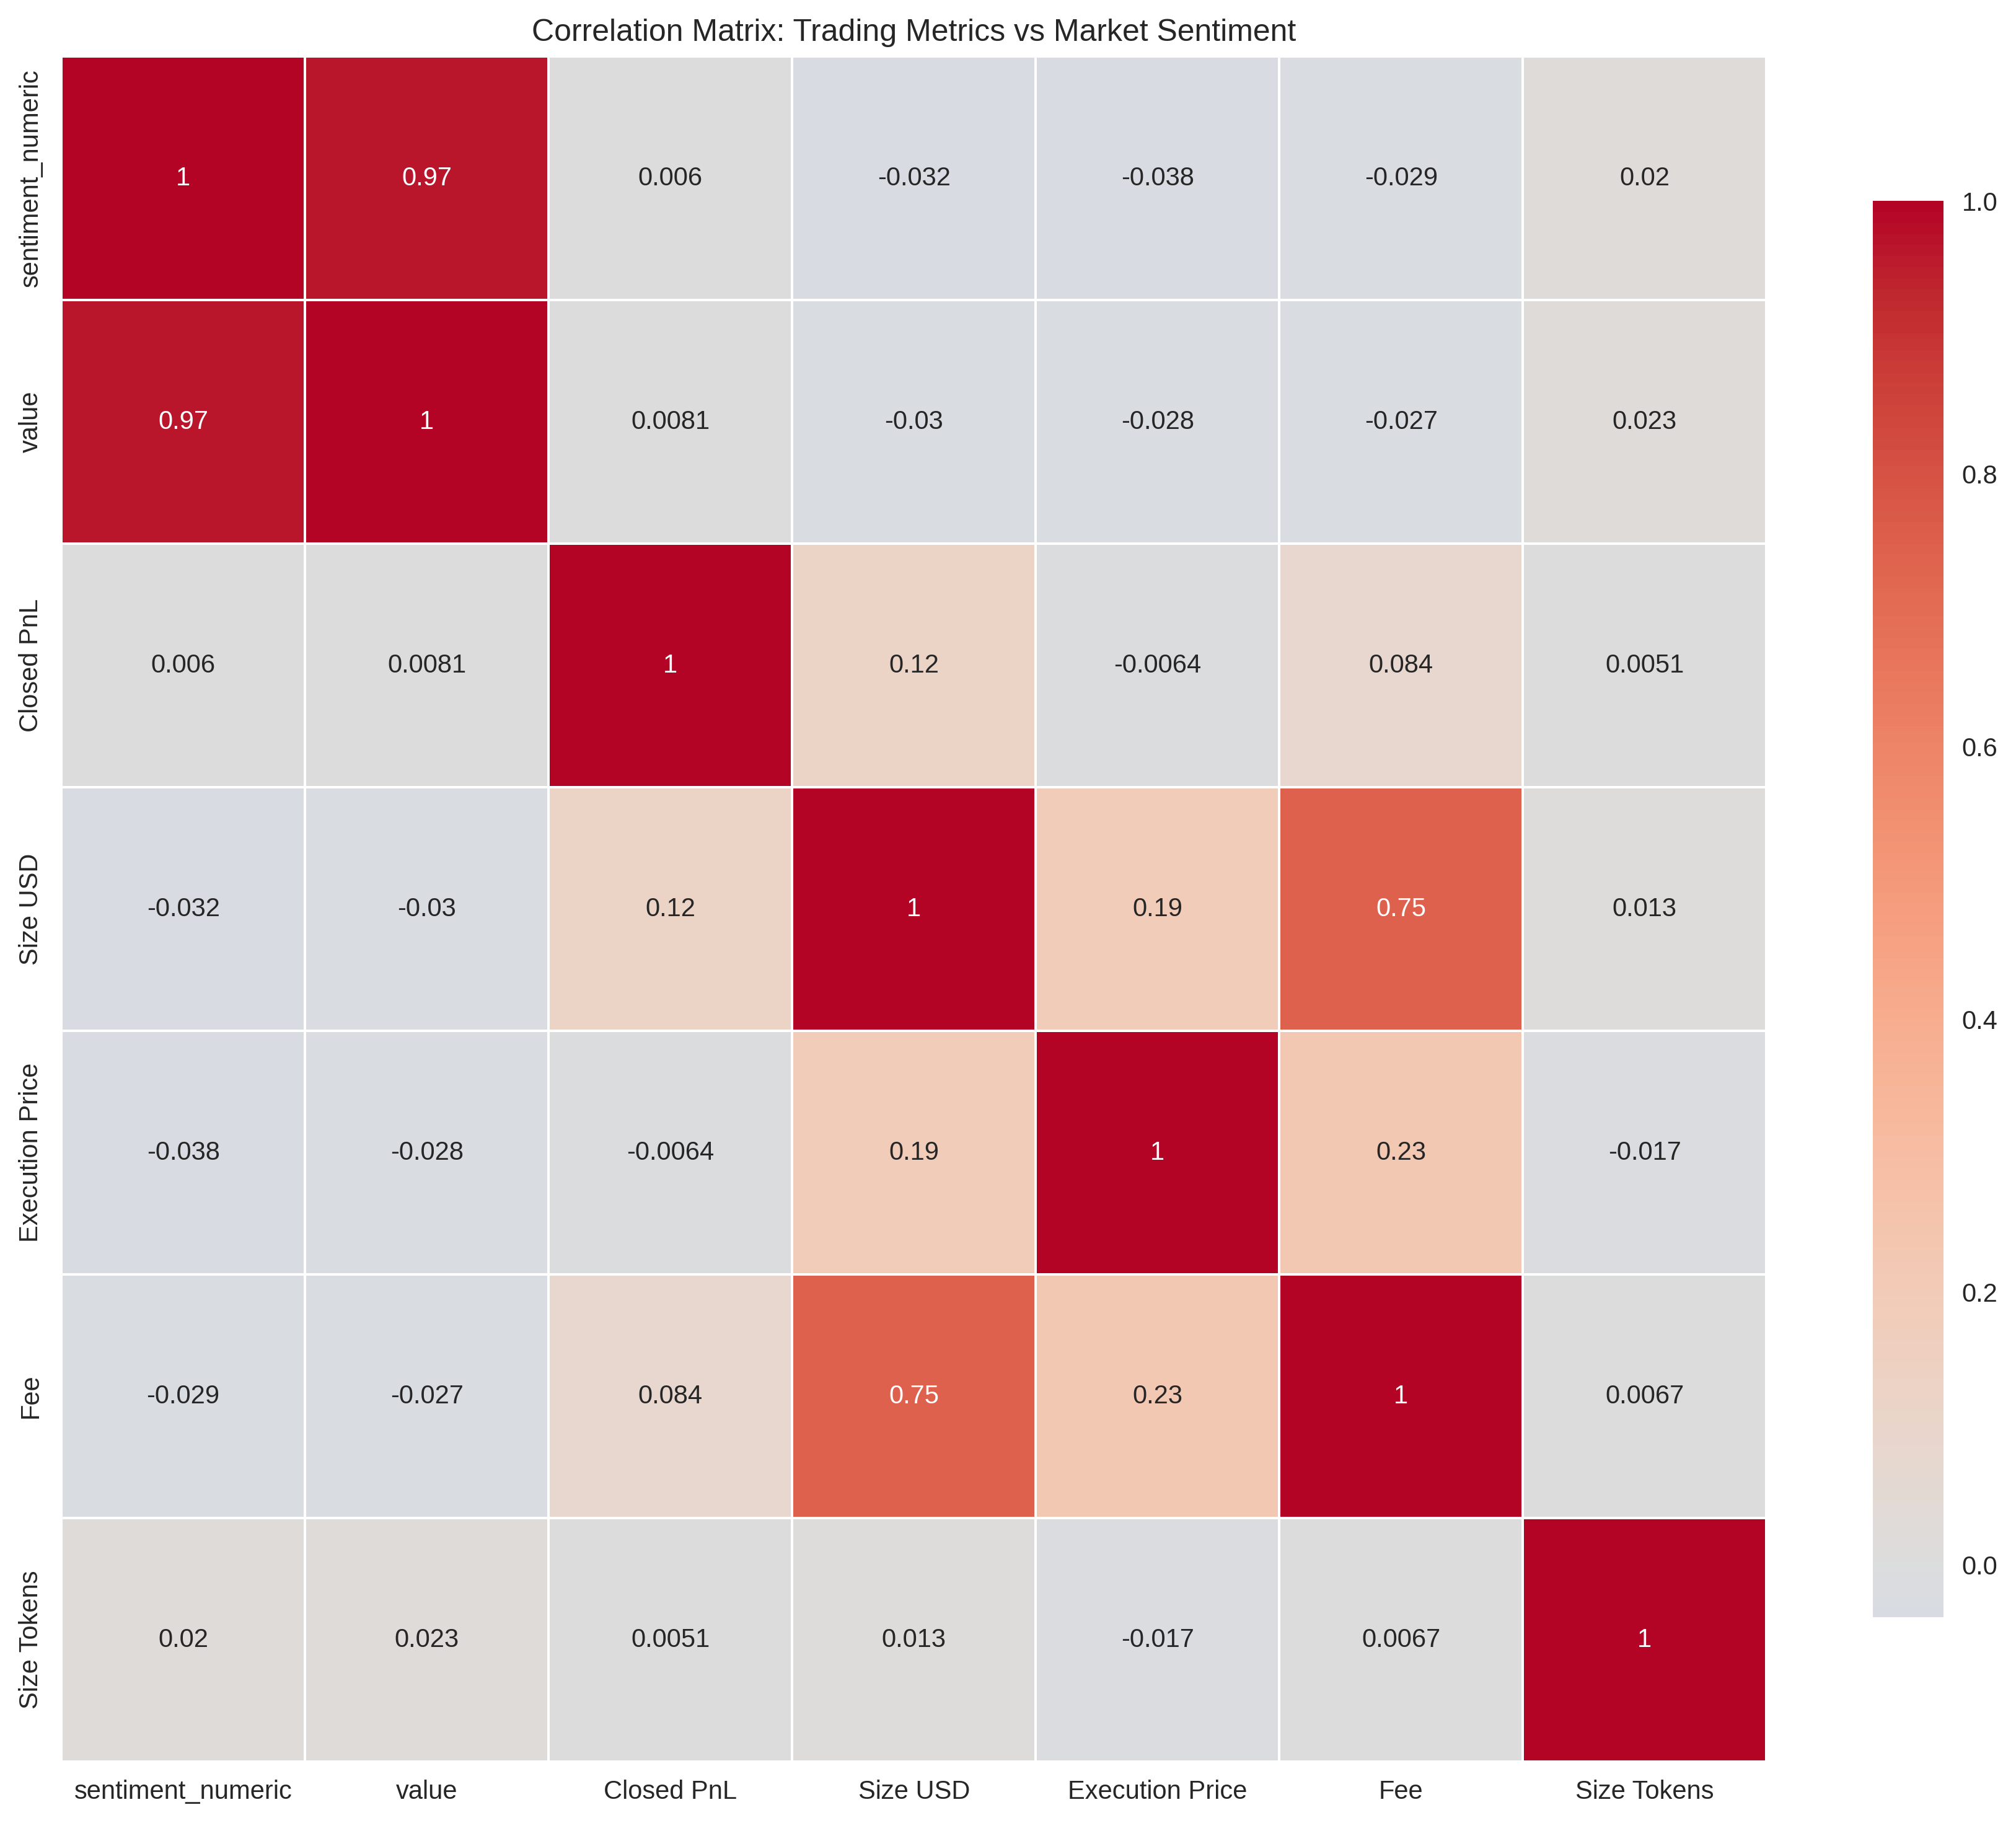 Correlation Matrix: Trading Metrics vs Market Sentiment
sentiment_numeric
1 0.97 0.006 -0.032 -0.038 -0.029 0.02
value
0.97 1 0.0081 -0.03 -0.028 -0.027 0.023
Closed PnL
0.006 0.0081 1 0.12 -0.0064 0.084 0.0051
Size USD
-0.032 -0.03 0.12 1 0.19 0.75 0.013
Execution Price
-0.038 -0.028 -0.0064 0.19 1 0.23 -0.017
Fee
-0.029 -0.027 0.084 0.75 0.23 1 0.0067
Size Tokens
0.02 0.023 0.0051 0.013 -0.017 0.0067 1
sentiment_numeric value Closed PnL Size USD Execution Price Fee Size Tokens
1.0
0.8
0.6
0.4
0.2
0.0